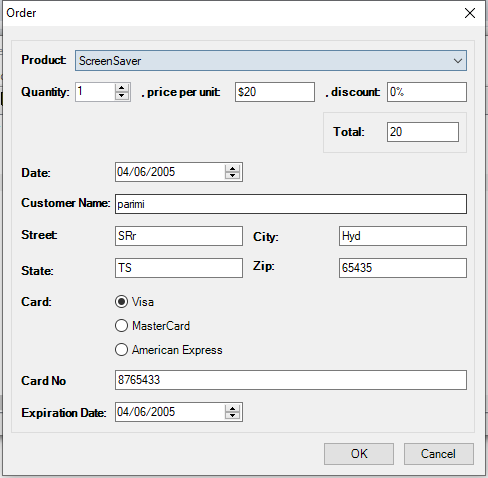 Order
Product: ScreenSaver
Quantity: 1 , price per unit: $20 , discount: 0%
Total: 20
Date: 04/06/2005
Customer Name: parimi
Street: SRr City: Hyd
State: TS Zip: 65435
Card: Visa
MasterCard
American Express
Card No 8765433
Expiration Date: 04/06/2005
OK Cancel